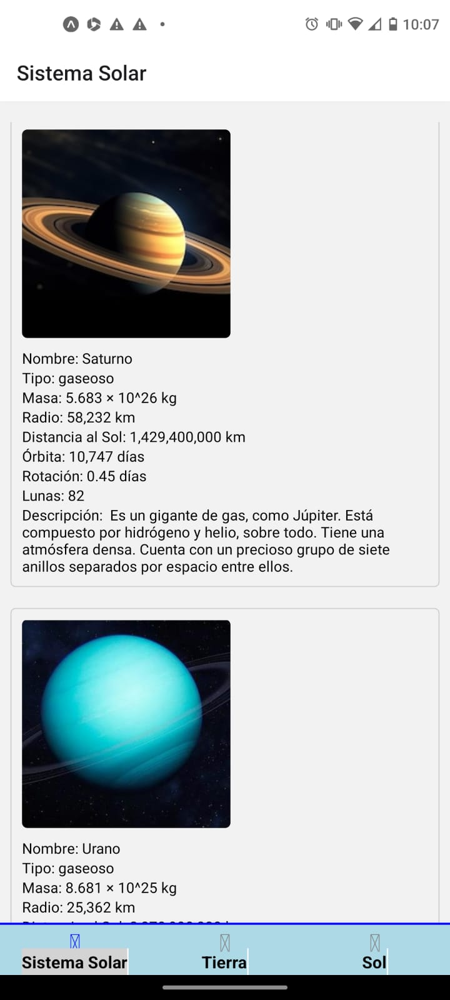 10:07
Sistema Solar
Nombre: Saturno
Tipo: gaseoso
Masa: 5.683 × 10^26 kg
Radio: 58,232 km
Distancia al Sol: 1,429,400,000 km
Órbita: 10,747 días
Rotación: 0.45 días
Lunas: 82
Descripción:  Es un gigante de gas, como Júpiter. Está
compuesto por hidrógeno y helio, sobre todo. Tiene una
atmósfera densa. Cuenta con un precioso grupo de siete
anillos separados por espacio entre ellos.
Nombre: Urano
Tipo: gaseoso
Masa: 8.681 × 10^25 kg
Radio: 25,362 km
Sistema Solar
Tierra
Sol